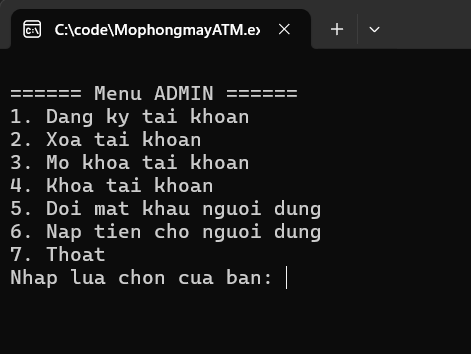 C:\code\MophongmayATM.ex
====== Menu ADMIN ======
1. Dang ky tai khoan
2. Xoa tai khoan
3. Mo khoa tai khoan
4. Khoa tai khoan
5. Doi mat khau nguoi dung
6. Nap tien cho nguoi dung
7. Thoat
Nhap lua chon cua ban: